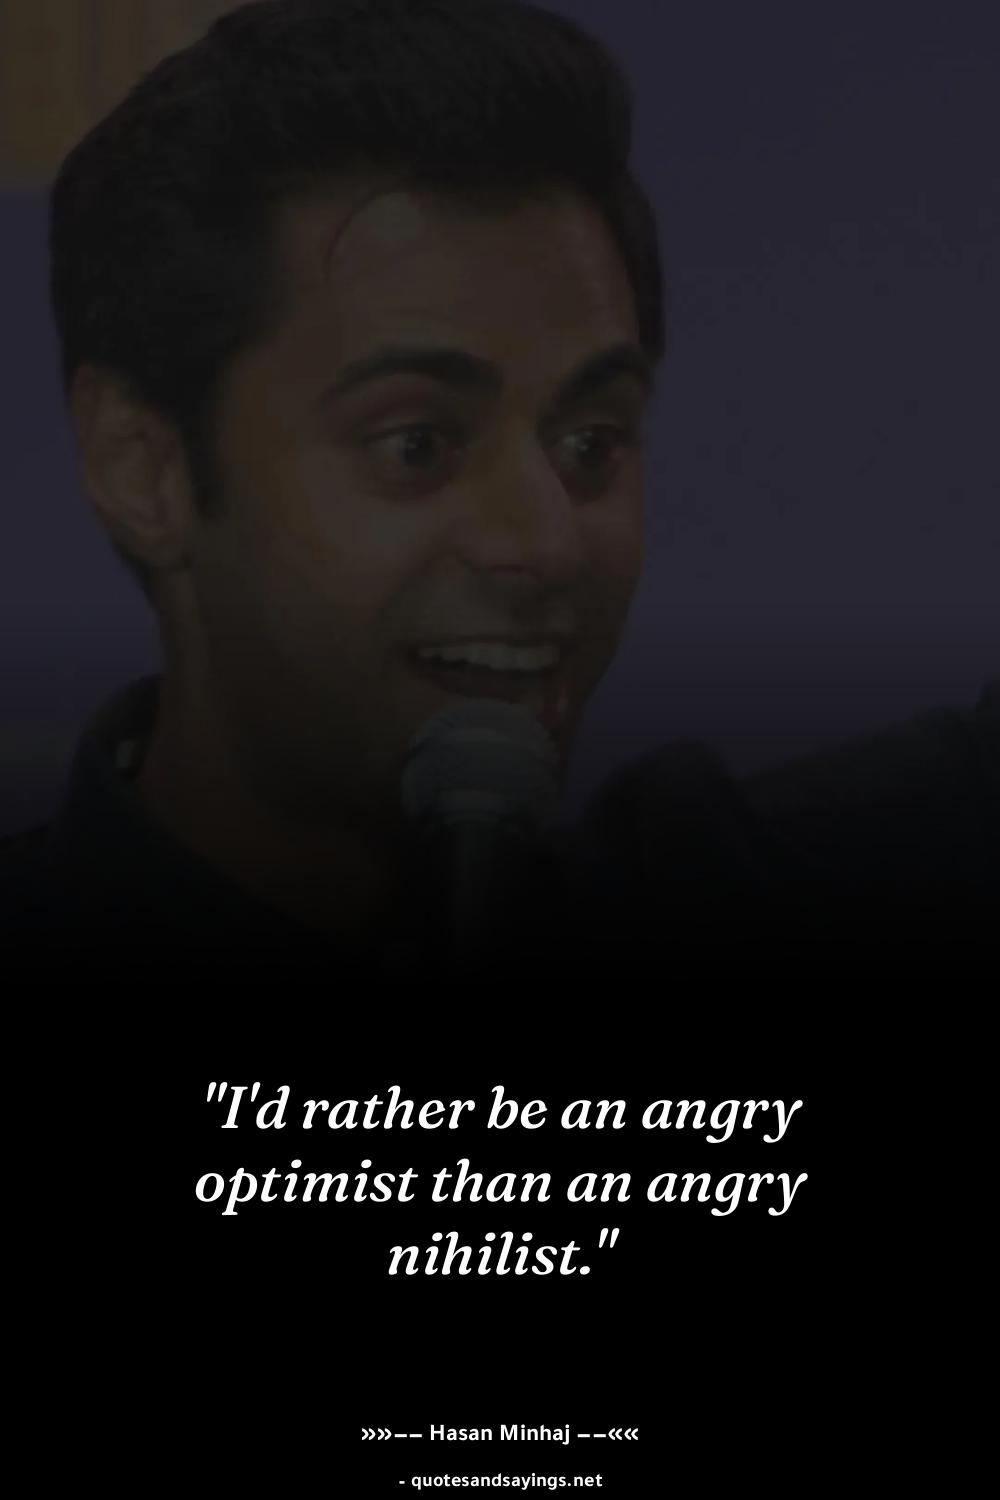 "I'd rather be an angry
optimist than an angry
nihilist."
»»–– Hasan Minhaj ––««
- quotesandsayings.net